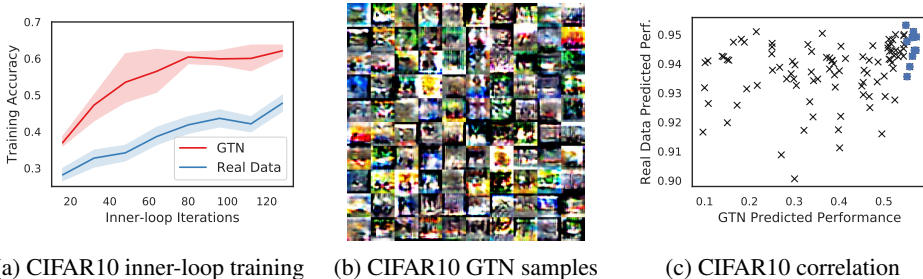 0.7
0.6
0.5
0.4
0.3
Training Accuracy
GTN
Real Data
20 40 60 80 100 120
Inner-loop Iterations
0.95
0.94
0.93
0.92
0.91
0.90
Real Data Predicted Perf.
0.1 0.2 0.3 0.4 0.5
GTN Predicted Performance
a) CIFAR10 inner-loop training
(b) CIFAR10 GTN samples
(c) CIFAR10 correlation